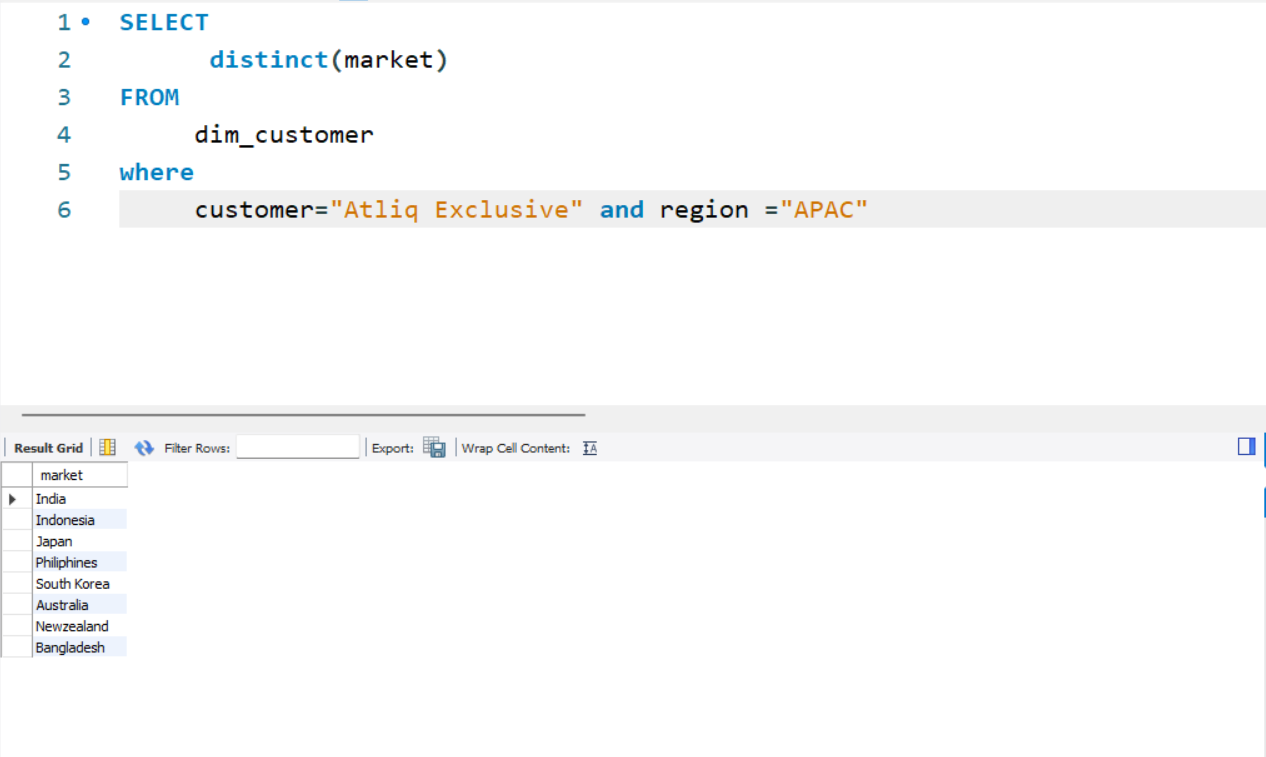 1 SELECT
2 distinct(market)
3 FROM
4 dim_customer
5 where
6 customer="Atliq Exclusive" and region ="APAC"
Result Grid Filter Rows: Export: Wrap Cell Content: IA
market
India
Indonesia
Japan
Philiphines
South Korea
Australia
Newzealand
Bangladesh